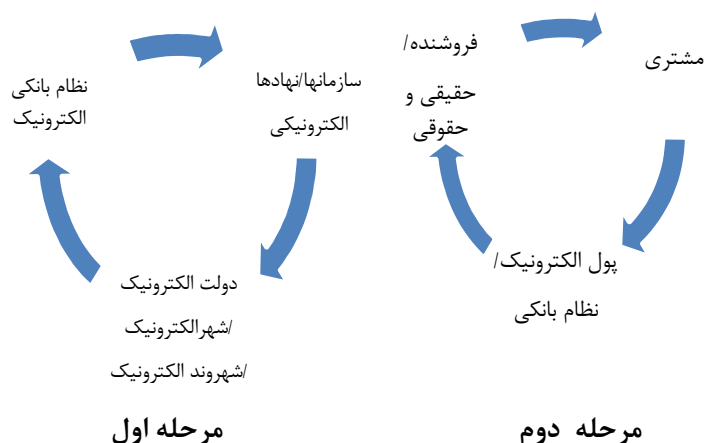 فروشنده/
حقیقی و
حقوقی
مشتری
پول الکترونیک/
نظام بانکی
مرحله دوم
سازمانها/نهادها
الکترونیکی
نظام بانکی
الکترونیک
دولت الکترونیک
/شهرالکترونیک
/شهروند الکترونیک
مرحله اول